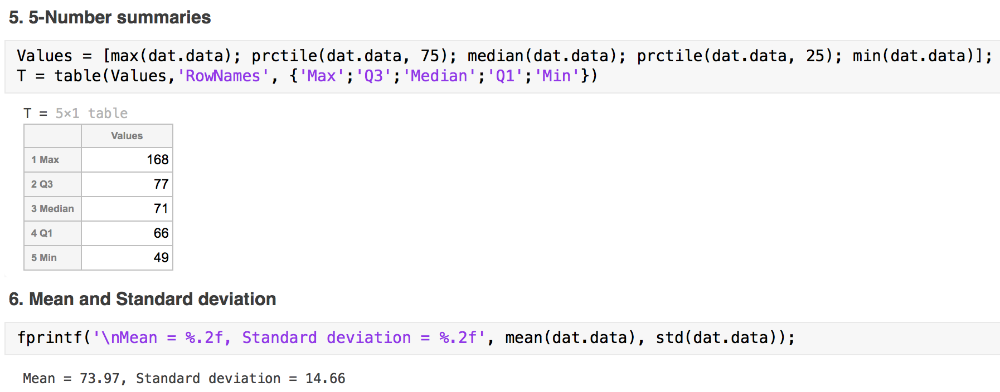 5. 5-Number summaries
Values = [max(dat.data); prctile(dat.data, 75); median(dat.data); prctile(dat.data, 25); min(dat.data)];
T = table(Values,'RowNames', {'Max';'Q3';'Median';'Q1';'Min'})
T = 5×1 table
Values
1 Max 168
2 Q3 77
3 Median 71
4 Q1 66
5 Min 49
6. Mean and Standard deviation
fprintf('\nMean = %.2f, Standard deviation = %.2f', mean(dat.data), std(dat.data));
Mean = 73.97, Standard deviation = 14.66